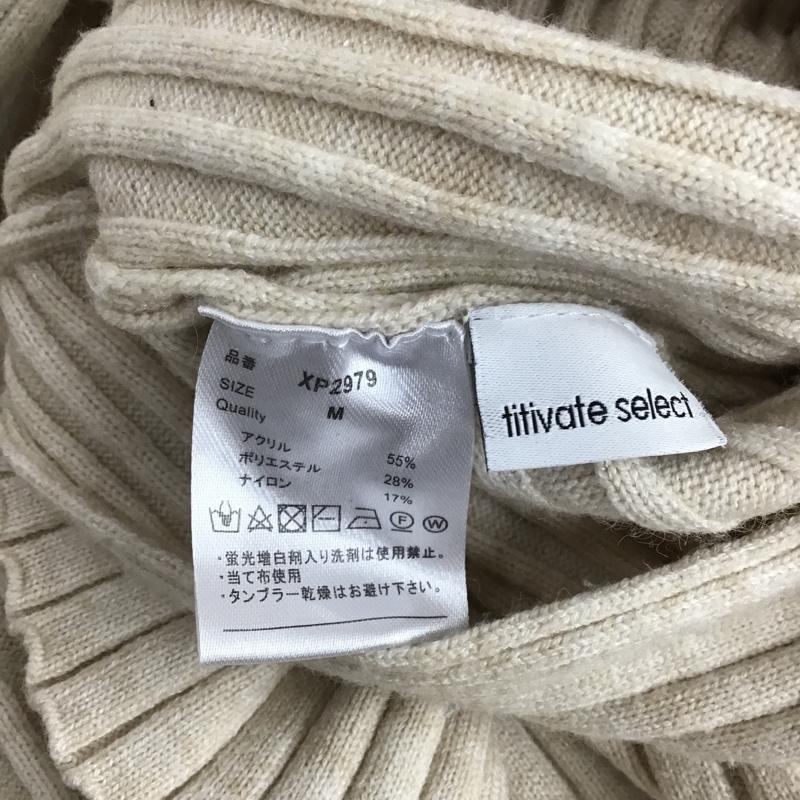 品番 XP2979
SIZE M
Quality
アクリル 55%
ポリエステル 28%
ナイロン 17%
F W
・蛍光増白剤入り洗剤は使用禁止。
・当て布使用
・タンブラー乾燥はお避け下さい。
titivate select